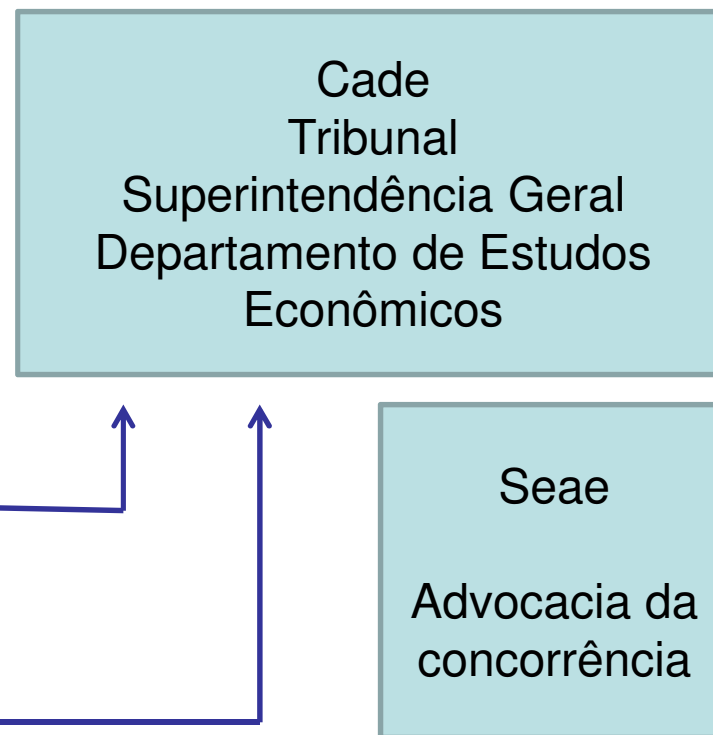 Cade
Tribunal
Superintendência Geral
Departamento de Estudos
Econômicos
Seae
Advocacia da
concorrência